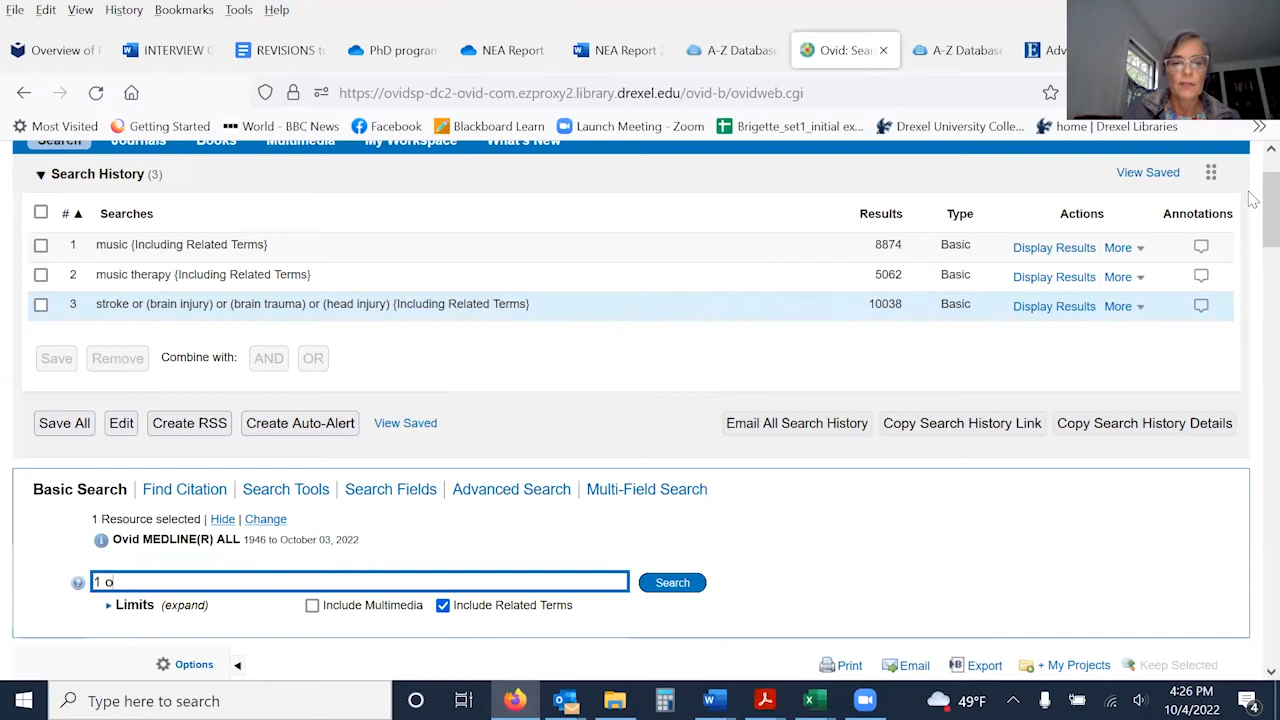 File Edit View History Bookmarks Tools Help
Overview of I INTERVIEW G REVISIONS to PhD program NEA Report NEA Report 2 A-Z Database Ovid: Sear A-Z Database Adv
https://ovidsp-dc2-ovid-com.ezproxy2.library.drexel.edu/ovid-b/ovidweb.cgi
Most Visited Getting Started World - BBC News Facebook Blackboard Learn Launch Meeting - Zoom Brigette_set1_initial ex... Drexel University Colle... home | Drexel Libraries
Search Journals Books Multimedia My Workspace What's New
Search History (3) View Saved
# Searches Results Type Actions Annotations
1 music {Including Related Terms} 8874 Basic Display Results More
2 music therapy {Including Related Terms} 5062 Basic Display Results More
3 stroke or (brain injury) or (brain trauma) or (head injury) {Including Related Terms} 10038 Basic Display Results More
Save Remove Combine with: AND OR
Save All Edit Create RSS Create Auto-Alert View Saved Email All Search History Copy Search History Link Copy Search History Details
Basic Search | Find Citation | Search Tools | Search Fields | Advanced Search | Multi-Field Search
1 Resource selected | Hide | Change
Ovid MEDLINE(R) ALL 1946 to October 03, 2022
1 o Search
Limits (expand) Include Multimedia Include Related Terms
Options Print Email Export + My Projects Keep Selected
Type here to search 49°F 4:26 PM
10/4/2022 4